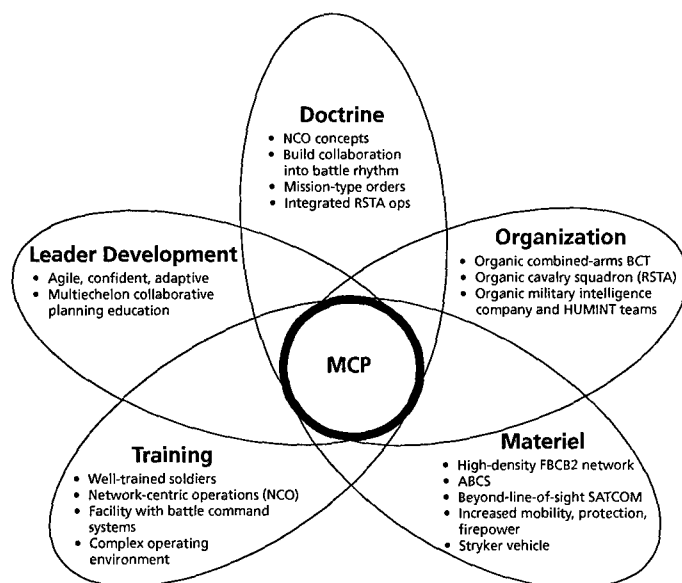 Doctrine
• NCO concepts
• Build collaboration
into battle rhythm
• Mission-type orders
• Integrated RSTA ops
Leader Development
• Agile, confident, adaptive
• Multiechelon collaborative
planning education
Organization
• Organic combined-arms BCT
• Organic cavalry squadron (RSTA)
• Organic military intelligence
company and HUMINT teams
MCP
Training
• Well-trained soldiers
• Network-centric operations (NCO)
• Facility with battle command
systems
• Complex operating
environment
Materiel
• High-density FBCB2 network
• ABCS
• Beyond-line-of-sight SATCOM
• Increased mobility, protection,
firepower
• Stryker vehicle